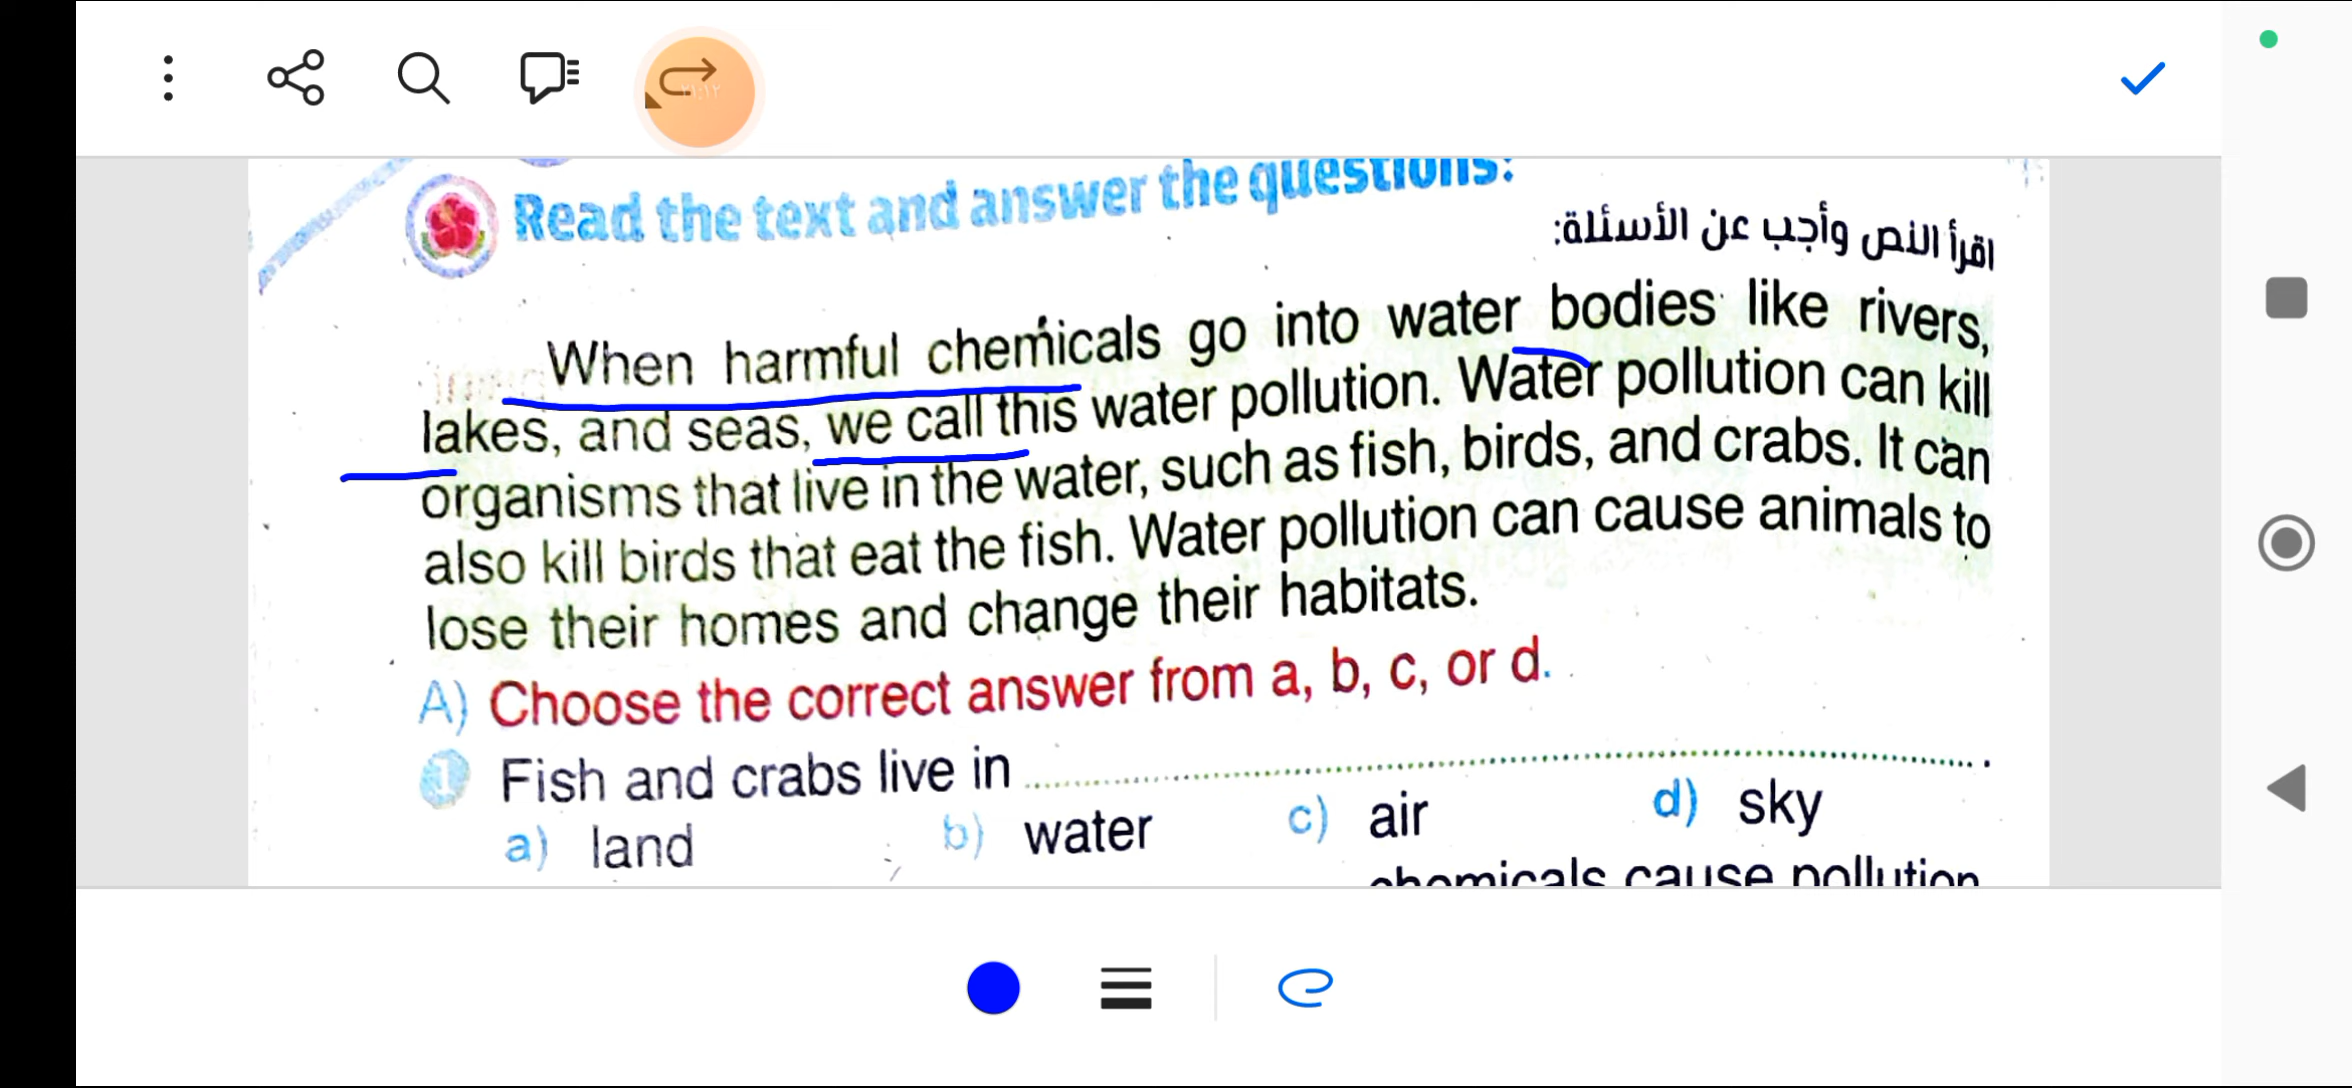 Read the text and answer the questions:
اقرأ النص وأجب عن الأسئلة:
When harmful chemicals go into water bodies like rivers,
lakes, and seas, we call this water pollution. Water pollution can kill
organisms that live in the water, such as fish, birds, and crabs. It can
also kill birds that eat the fish. Water pollution can cause animals to
lose their homes and change their habitats.
A) Choose the correct answer from a, b, c, or d.
1 Fish and crabs live in ........................................ .
a) land b) water c) air d) sky
chemicals cause pollution